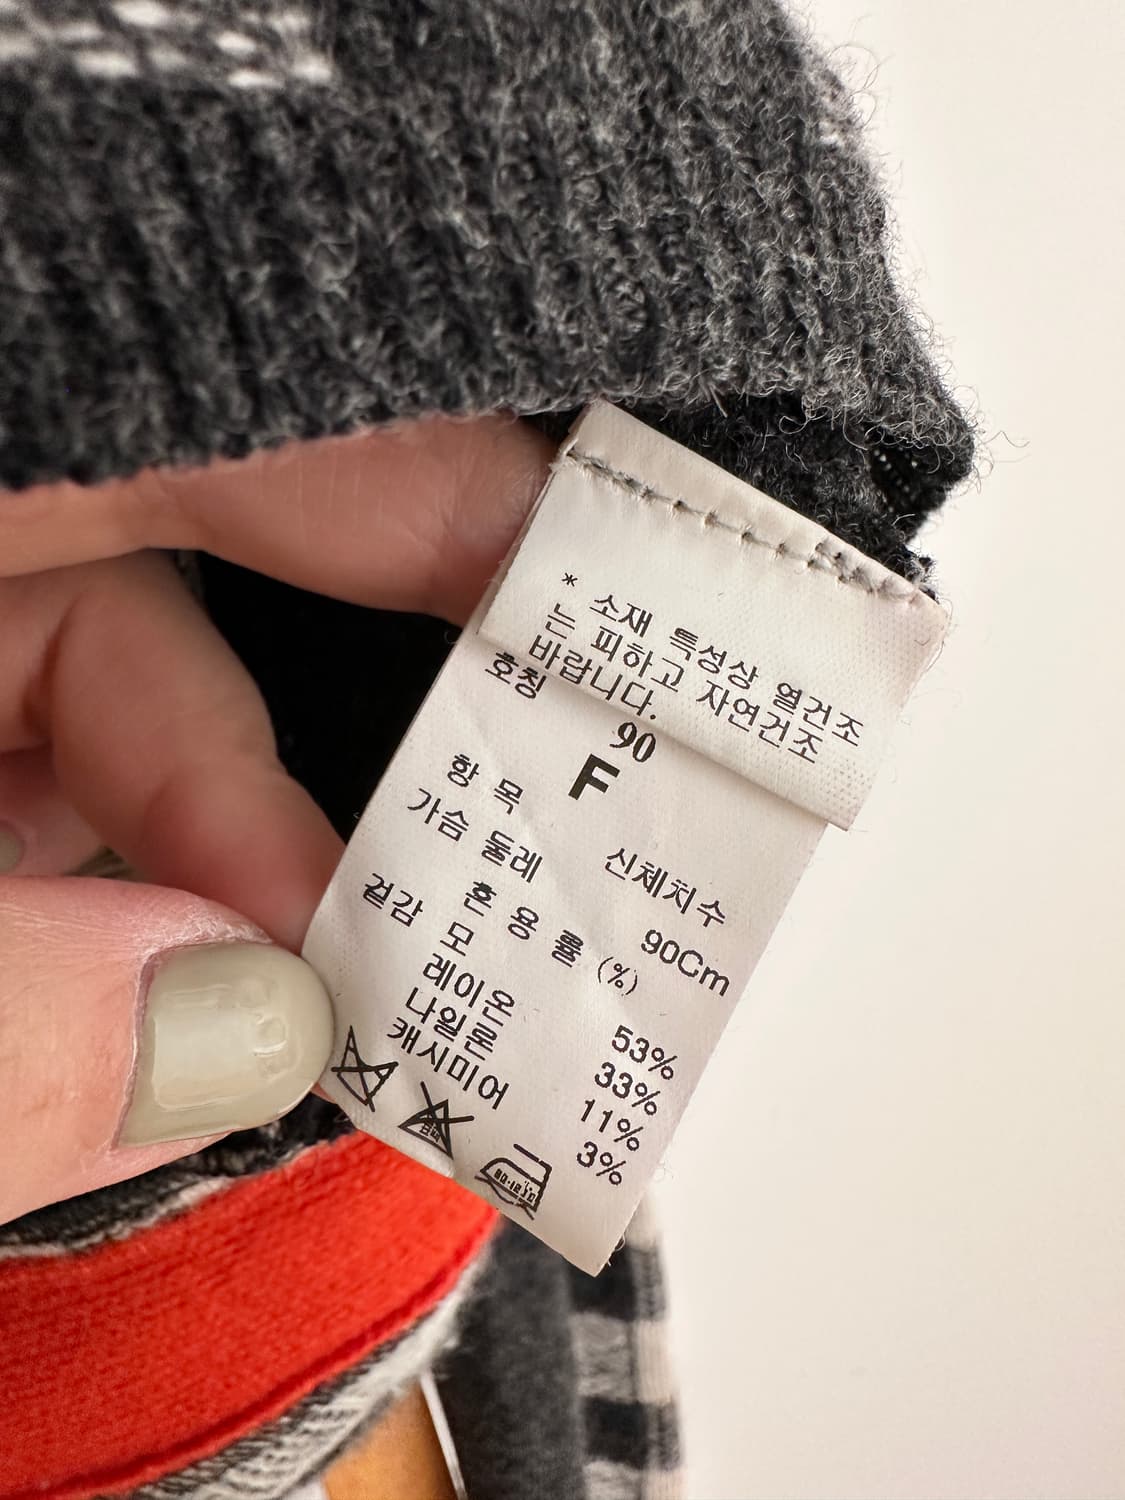 * 소재 특성상 열건조
는 피하고 자연건조
바랍니다.
호칭
90
F
항 목 신체치수
가슴 둘레 90Cm
혼 용 률 (%)
겉감 모 53%
레이온 33%
나일론 11%
캐시미어 3%